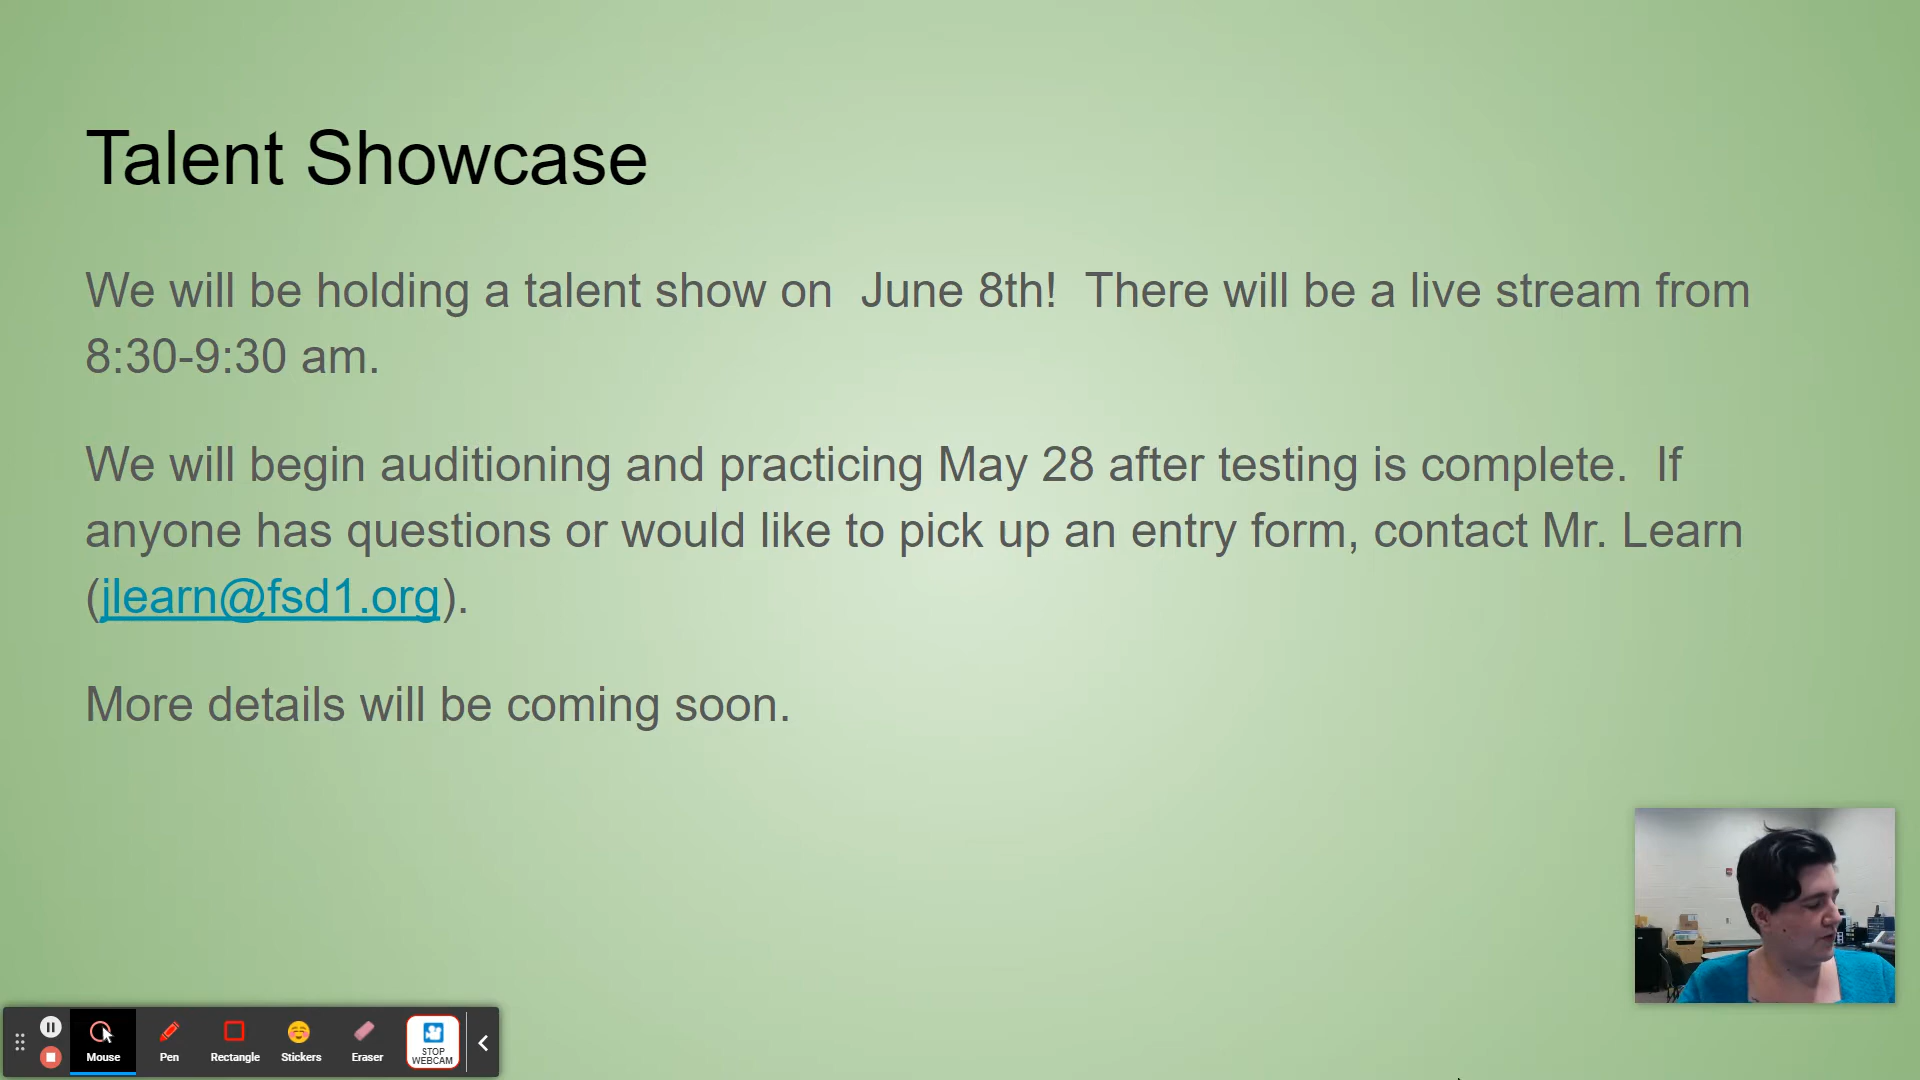 Talent Showcase
We will be holding a talent show on  June 8th!  There will be a live stream from
8:30-9:30 am.
We will begin auditioning and practicing May 28 after testing is complete.  If
anyone has questions or would like to pick up an entry form, contact Mr. Learn
(jlearn@fsd1.org).
More details will be coming soon.
Mouse
Pen
Rectangle
Stickers
Eraser
STOP
WEBCAM